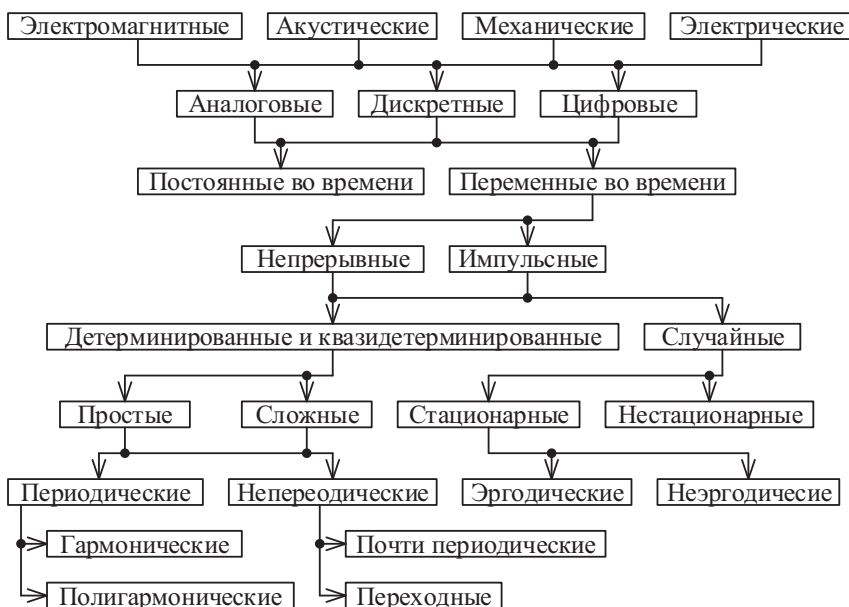 Электромагнитные Акустические Механические Электрические
Аналоговые Дискретные Цифровые
Постоянные во времени Переменные во времени
Непрерывные Импульсные
Детерминированные и квазидетерминированные Случайные
Простые Сложные Стационарные Нестационарные
Периодические Непереодические Эргодические Неэргодичесие
Гармонические Почти периодические
Полигармонические Переходные